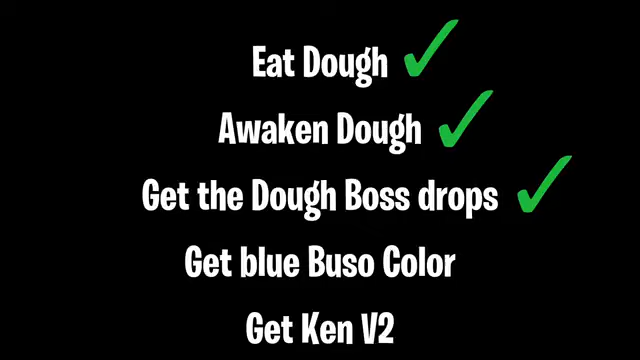 Eat Dough
Awaken Dough
Get the Dough Boss drops
Get blue Buso Color
Get Ken V2